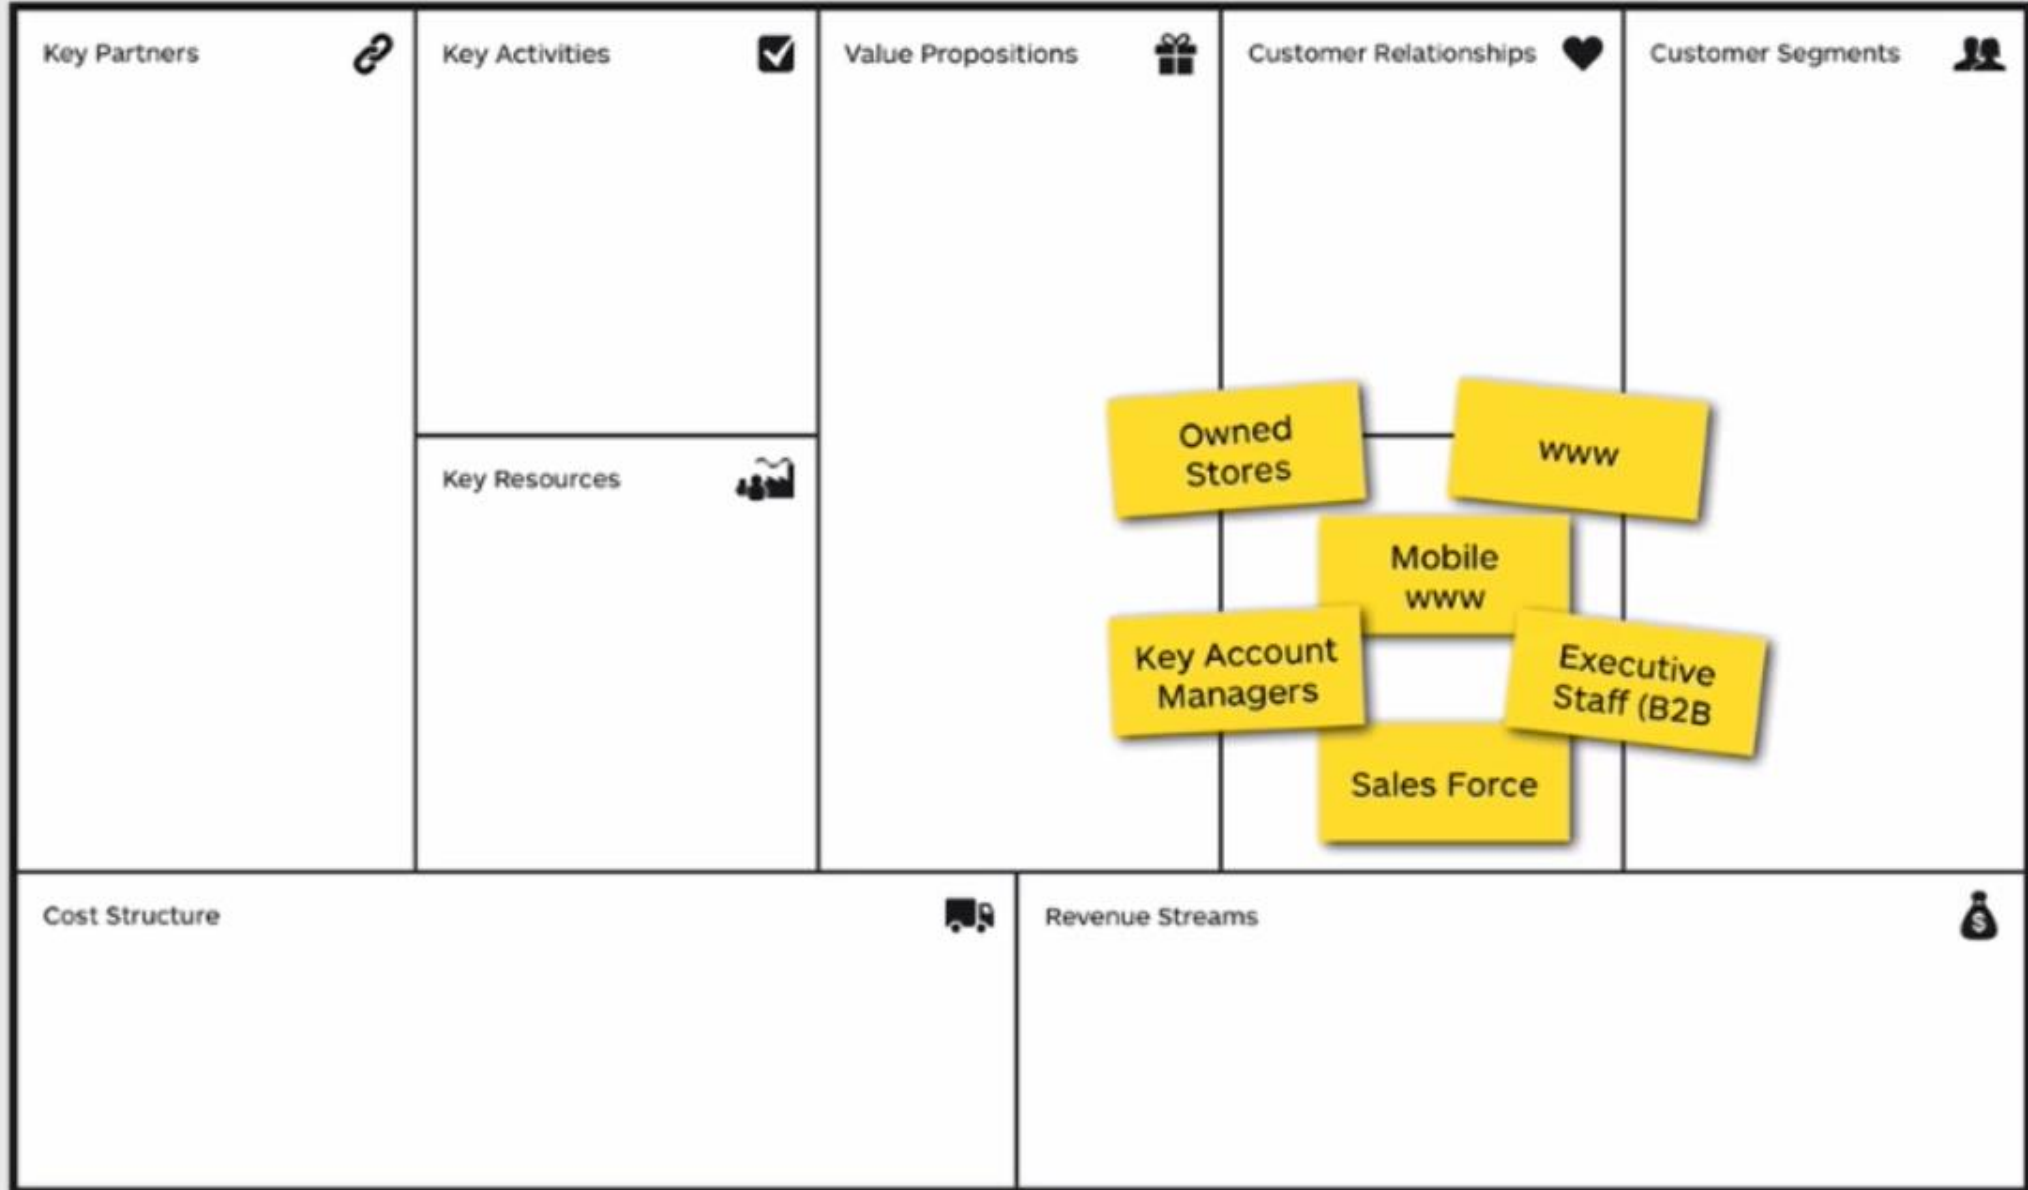 Key Partners
Key Activities
Value Propositions
Customer Relationships
Customer Segments
Key Resources
Owned
Stores
www
Mobile
www
Key Account
Managers
Executive
Staff (B2B
Sales Force
Cost Structure
Revenue Streams
$